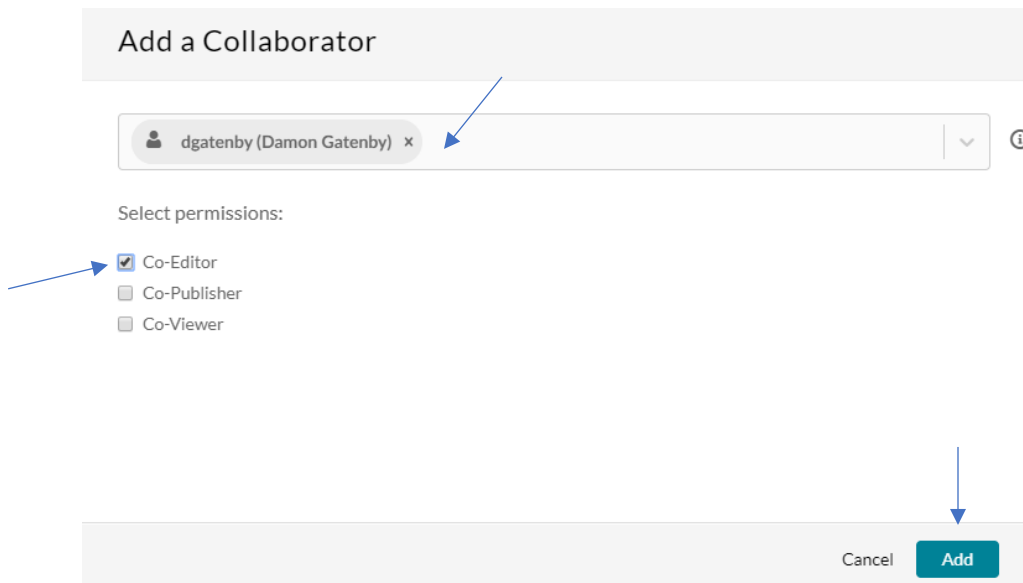 Add a Collaborator
dgatenby (Damon Gatenby) ×
Select permissions:
Co-Editor
Co-Publisher
Co-Viewer
Cancel Add